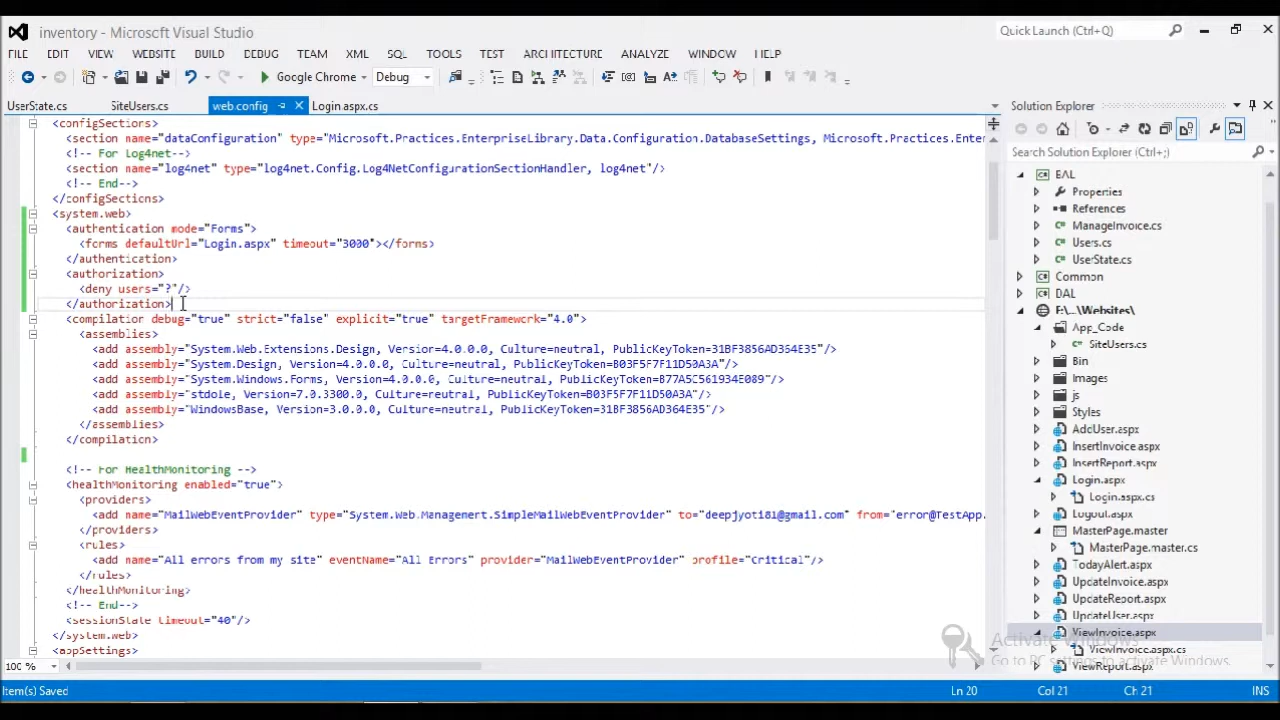 inventory - Microsoft Visual Studio
Quick Launch (Ctrl+Q)
FILE EDIT VIEW WEBSITE BUILD DEBUG TEAM XML SQL TOOLS TEST ARCHITECTURE ANALYZE WINDOW HELP
Google Chrome Debug
UserState.cs SiteUsers.cs web.config Login.aspx.cs
<configSections>
<section name="dataConfiguration" type="Microsoft.Practices.EnterpriseLibrary.Data.Configuration.DatabaseSettings, Microsoft.Practices.Enter
<!-- For Log4net-->
<section name="log4net" type="log4net.Config.Log4NetConfigurationSectionHandler, log4net"/>
<!-- End-->
</configSections>
<system.web>
<authentication mode="Forms">
<forms defaultUrl="Login.aspx" timeout="3000"></forms>
</authentication>
<authorization>
<deny users="?"/>
</authorization>
<compilation debug="true" strict="false" explicit="true" targetFramework="4.0">
<assemblies>
<add assembly="System.Web.Extensions.Design, Version=4.0.0.0, Culture=neutral, PublicKeyToken=31BF3856AD364E35"/>
<add assembly="System.Design, Version=4.0.0.0, Culture=neutral, PublicKeyToken=B03F5F7F11D50A3A"/>
<add assembly="System.Windows.Forms, Version=4.0.0.0, Culture=neutral, PublicKeyToken=B77A5C561934E089"/>
<add assembly="stdole, Version=7.0.3300.0, Culture=neutral, PublicKeyToken=B03F5F7F11D50A3A"/>
<add assembly="WindowsBase, Version=3.0.0.0, Culture=neutral, PublicKeyToken=31BF3856AD364E35"/>
</assemblies>
</compilation>
<!-- For HealthMonitoring -->
<healthMonitoring enabled="true">
<providers>
<add name="MailWebEventProvider" type="System.Web.Management.SimpleMailWebEventProvider" to="deepjyoti81@gmail.com" from="error@TestApp.
</providers>
<rules>
<add name="All errors from my site" eventName="All Errors" provider="MailWebEventProvider" profile="Critical"/>
</rules>
</healthMonitoring>
<!-- End-->
<sessionState timeout="40"/>
</system.web>
<appSettings>
100 %
Solution Explorer
Search Solution Explorer (Ctrl+;)
EAL
Properties
References
ManageInvoice.cs
Users.cs
UserState.cs
Common
DAL
E:\...\Websites\
App_Code
SiteUsers.cs
Bin
Images
js
Styles
AddUser.aspx
InsertInvoice.aspx
InsertReport.aspx
Login.aspx
Login.aspx.cs
Logout.aspx
MasterPage.master
MasterPage.master.cs
TodayAlert.aspx
UpdateInvoice.aspx
UpdateReport.aspx
UpdateUser.aspx
ViewInvoice.aspx
ViewInvoice.aspx.cs
ViewReport.aspx
Activate Windows
Go to PC settings to activate Windows.
Item(s) Saved Ln 20 Col 21 Ch 21 INS